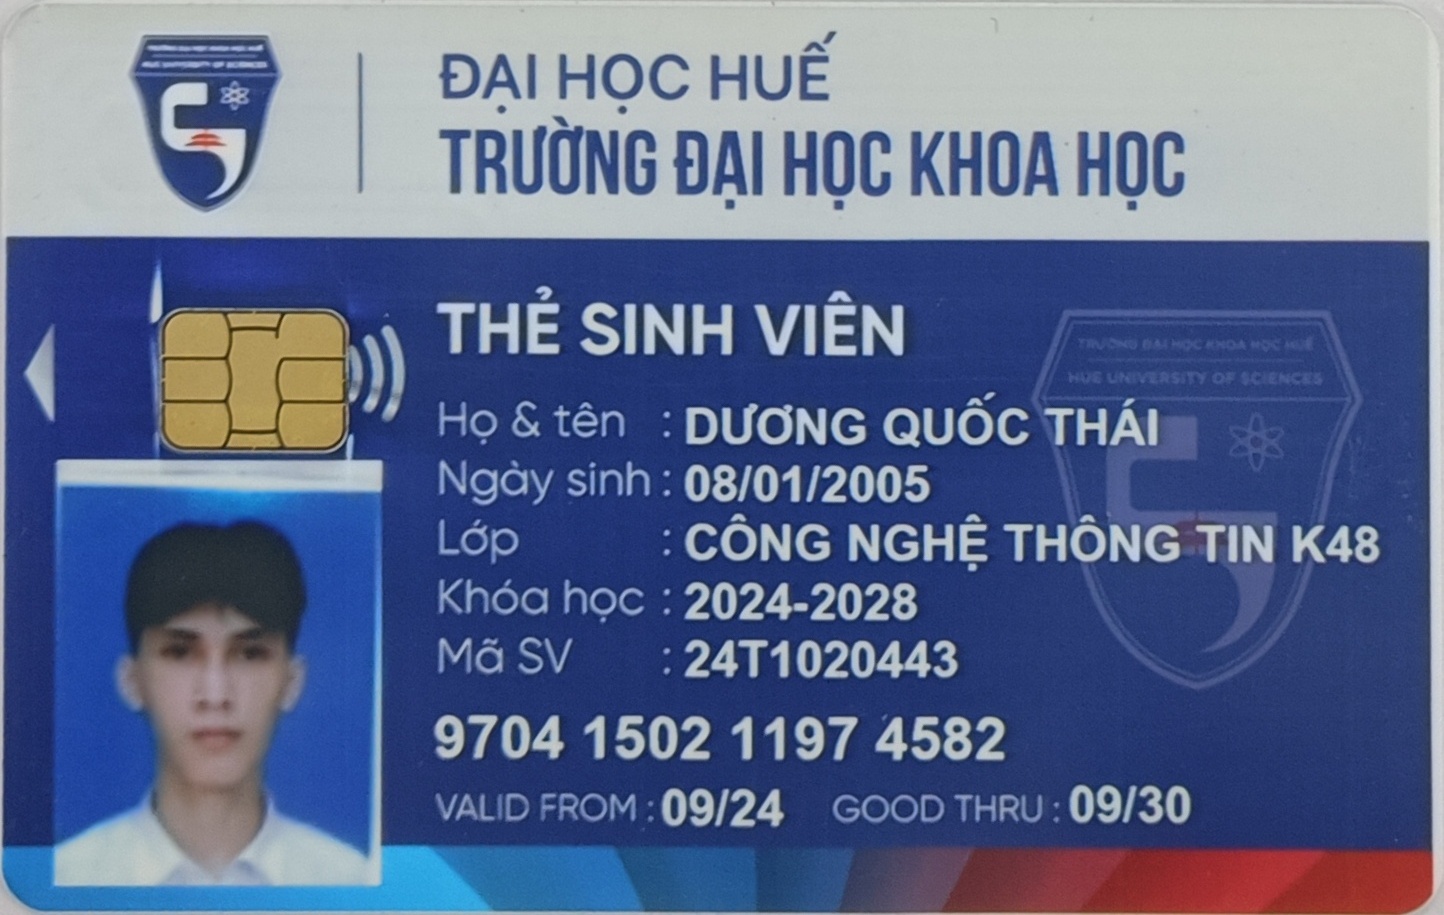 TRƯỜNG ĐẠI HỌC KHOA HỌC HUẾ
HUE UNIVERSITY OF SCIENCES
ĐẠI HỌC HUẾ
TRƯỜNG ĐẠI HỌC KHOA HỌC
THẺ SINH VIÊN
TRƯỜNG ĐẠI HỌC KHOA HỌC HUẾ
HUE UNIVERSITY OF SCIENCES
Họ & tên : DƯƠNG QUỐC THÁI
Ngày sinh : 08/01/2005
Lớp : CÔNG NGHỆ THÔNG TIN K48
Khóa học : 2024-2028
Mã SV : 24T1020443
9704 1502 1197 4582
VALID FROM : 09/24 GOOD THRU : 09/30